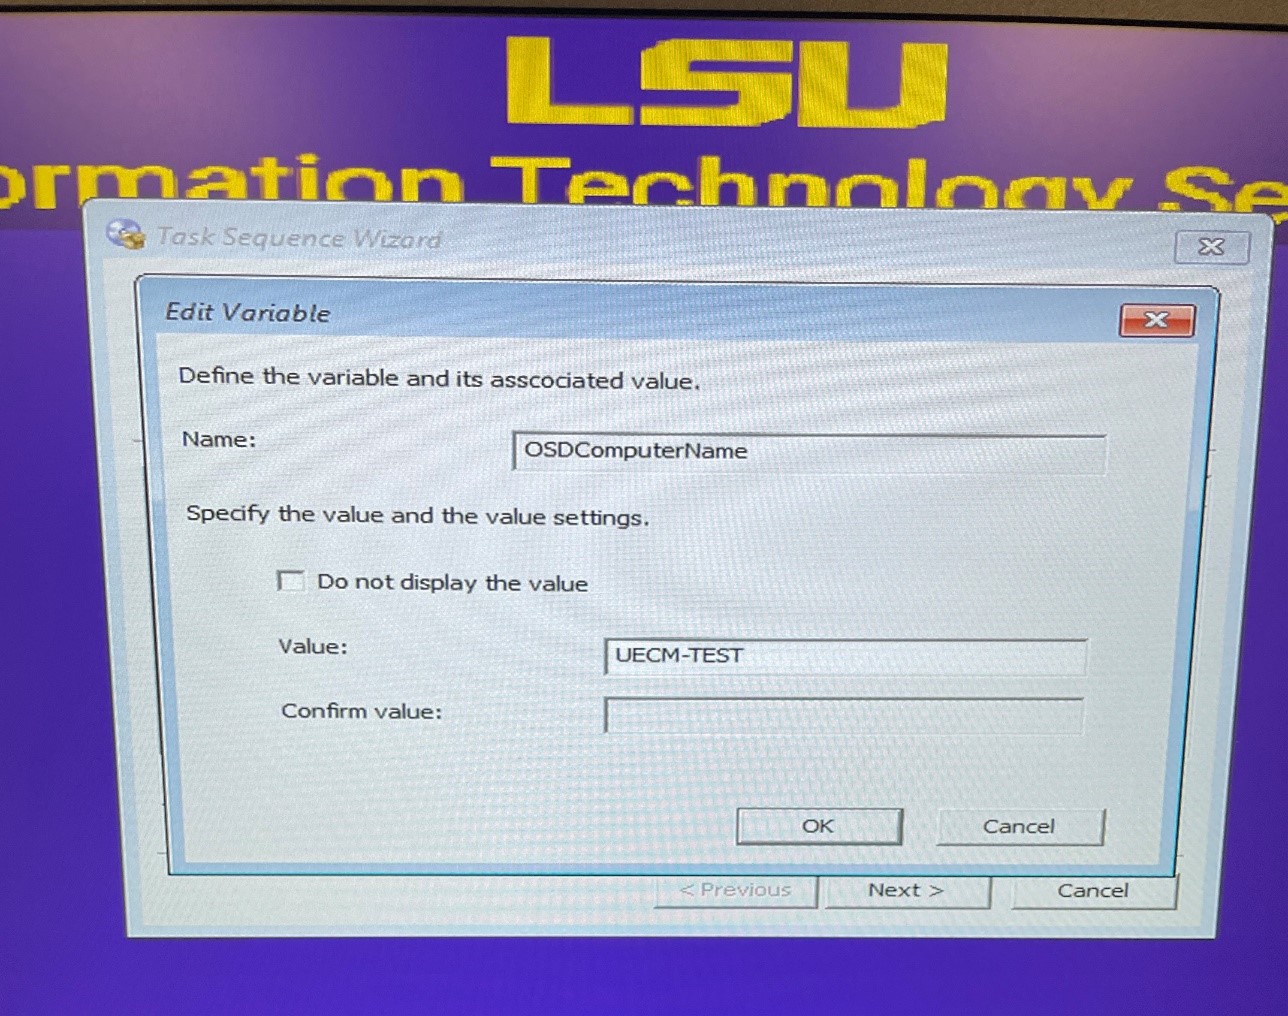 LSU
ormation Technology Se
Task Sequence Wizard
Edit Variable
Define the variable and its asscociated value.
Name: OSDComputerName
Specify the value and the value settings.
Do not display the value
Value: UECM-TEST
Confirm value:
OK Cancel
< Previous Next > Cancel